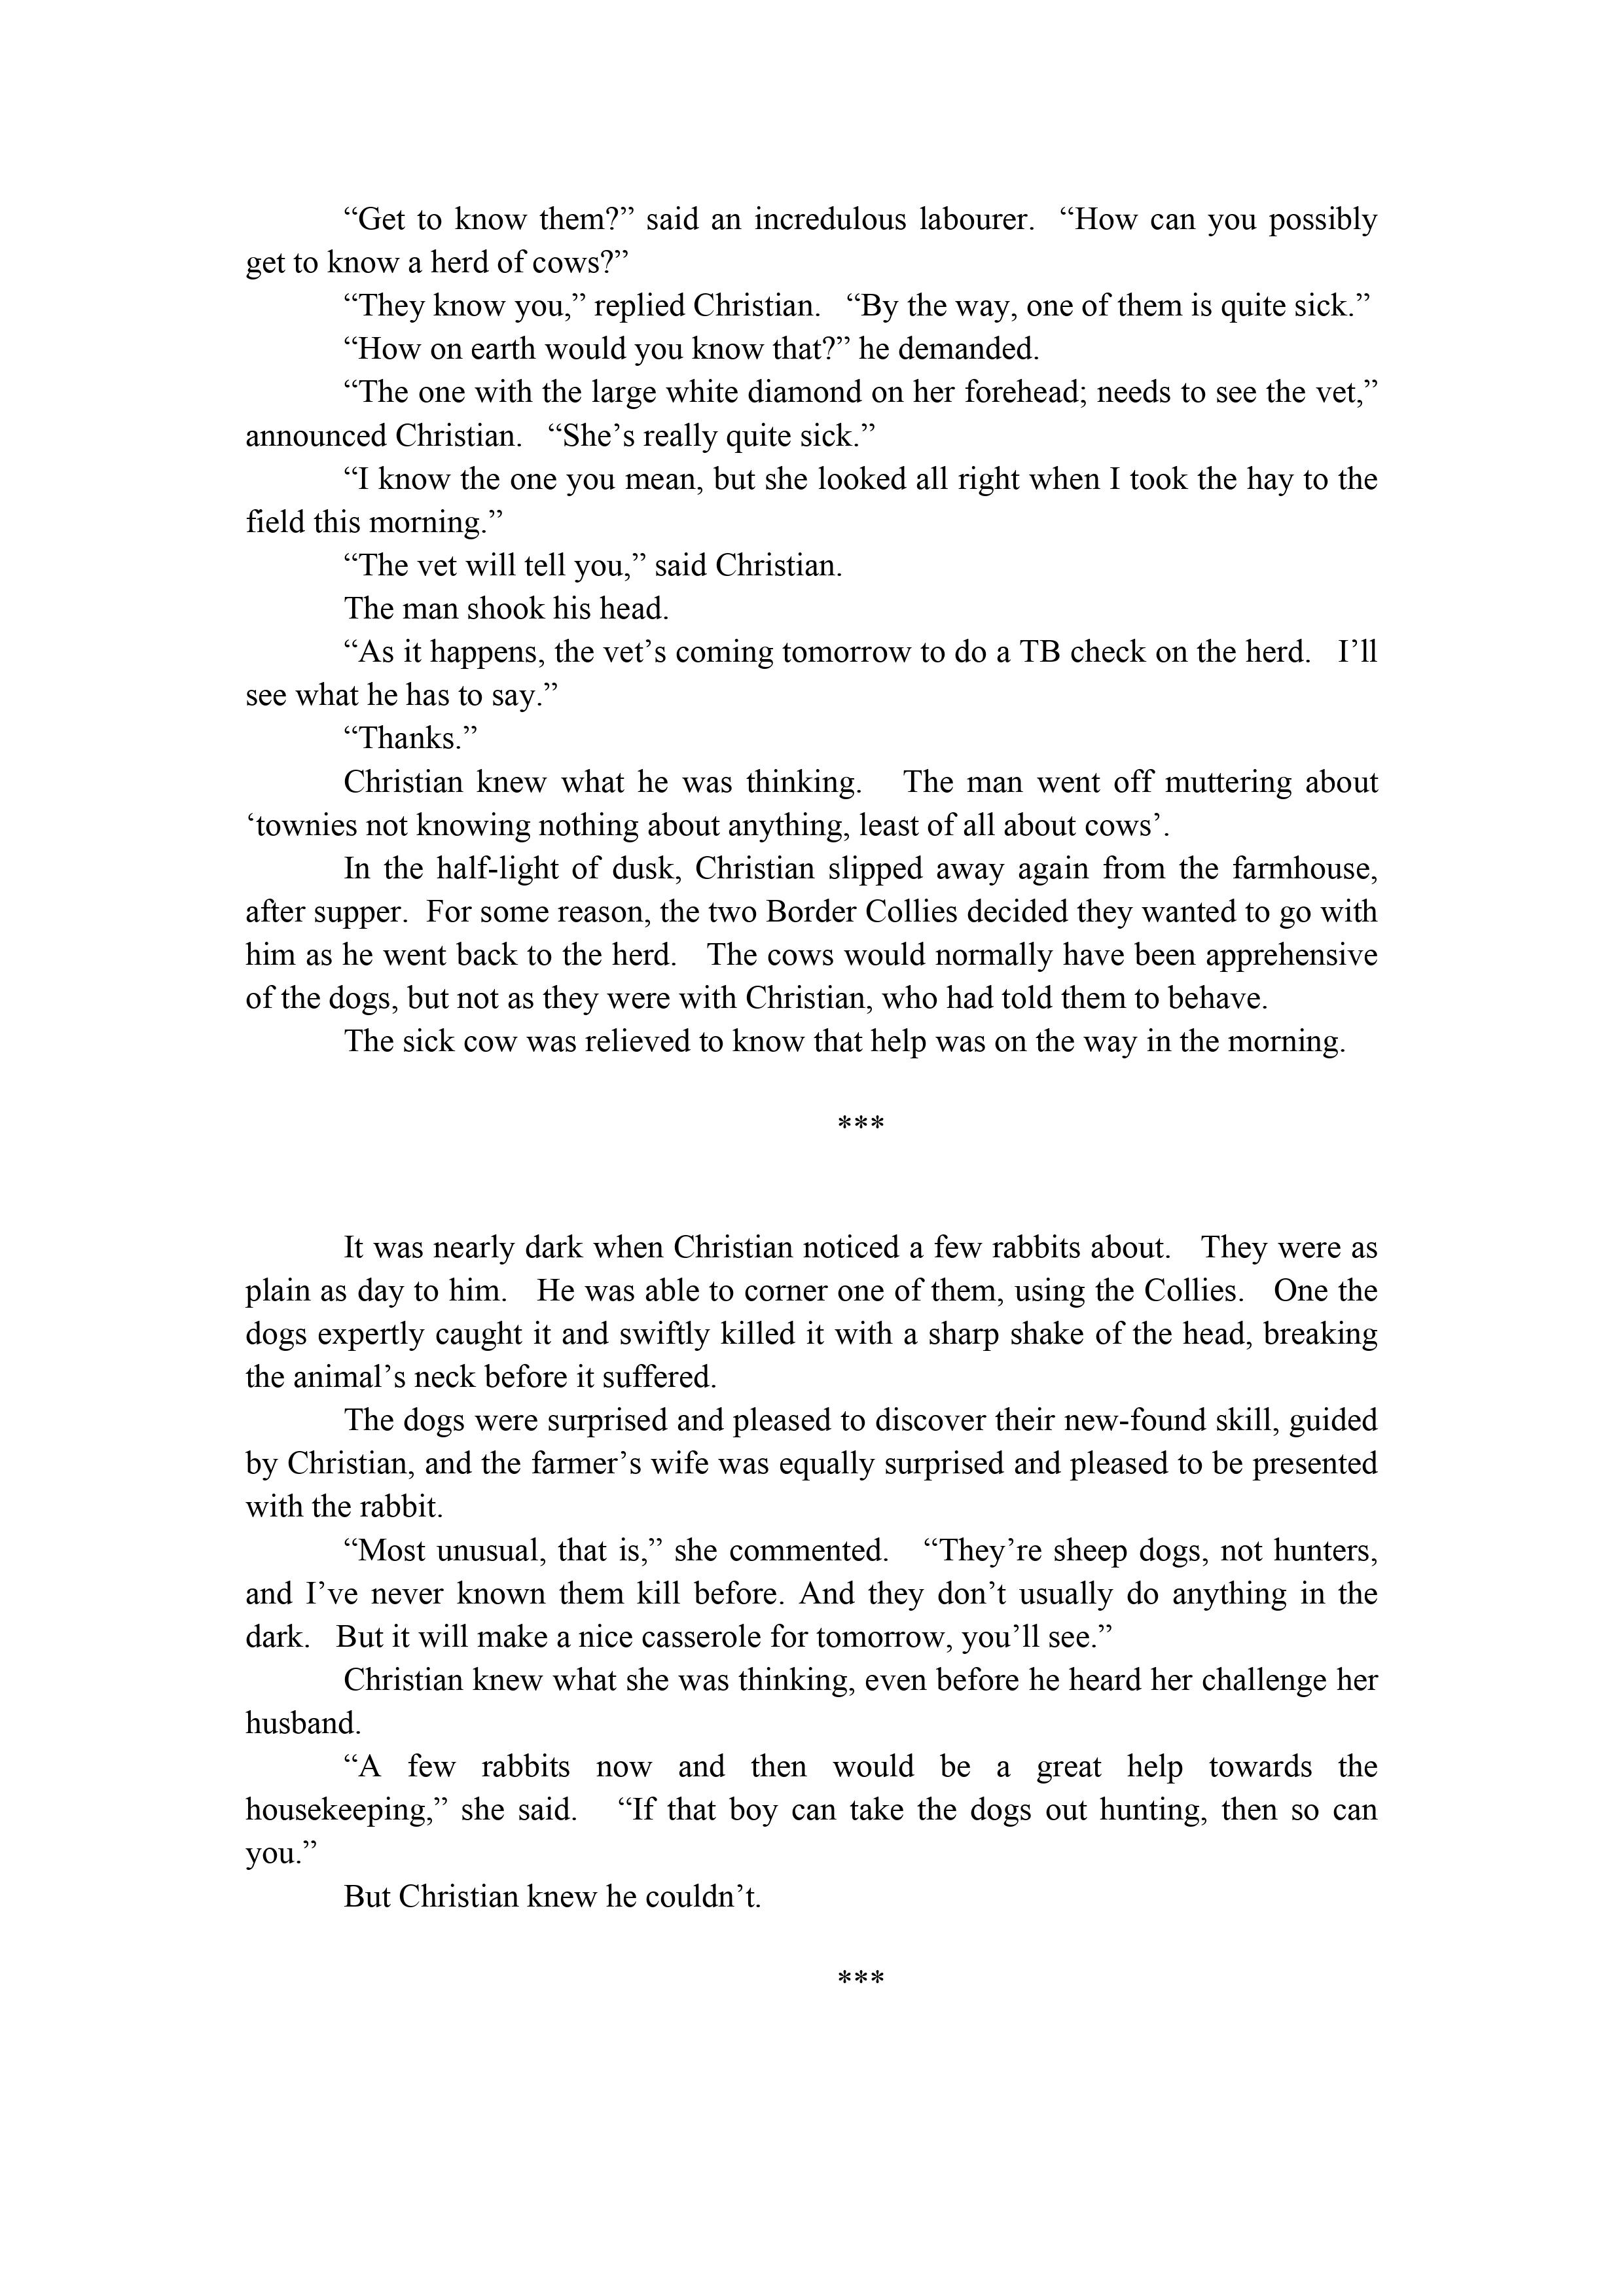 “Get to know them?” said an incredulous labourer.  “How can you possibly
get to know a herd of cows?”
“They know you,” replied Christian.   “By the way, one of them is quite sick.”
“How on earth would you know that?” he demanded.
“The one with the large white diamond on her forehead; needs to see the vet,”
announced Christian.   “She’s really quite sick.”
“I know the one you mean, but she looked all right when I took the hay to the
field this morning.”
“The vet will tell you,” said Christian.
The man shook his head.
“As it happens, the vet’s coming tomorrow to do a TB check on the herd.   I’ll
see what he has to say.”
“Thanks.”
Christian knew what he was thinking.   The man went off muttering about
‘townies not knowing nothing about anything, least of all about cows’.
In the half-light of dusk, Christian slipped away again from the farmhouse,
after supper.  For some reason, the two Border Collies decided they wanted to go with
him as he went back to the herd.   The cows would normally have been apprehensive
of the dogs, but not as they were with Christian, who had told them to behave.
The sick cow was relieved to know that help was on the way in the morning.
***
It was nearly dark when Christian noticed a few rabbits about.   They were as
plain as day to him.   He was able to corner one of them, using the Collies.   One the
dogs expertly caught it and swiftly killed it with a sharp shake of the head, breaking
the animal’s neck before it suffered.
The dogs were surprised and pleased to discover their new-found skill, guided
by Christian, and the farmer’s wife was equally surprised and pleased to be presented
with the rabbit.
“Most unusual, that is,” she commented.   “They’re sheep dogs, not hunters,
and I’ve never known them kill before. And they don’t usually do anything in the
dark.   But it will make a nice casserole for tomorrow, you’ll see.”
Christian knew what she was thinking, even before he heard her challenge her
husband.
“A few rabbits now and then would be a great help towards the
housekeeping,” she said.   “If that boy can take the dogs out hunting, then so can
you.”
But Christian knew he couldn’t.
***